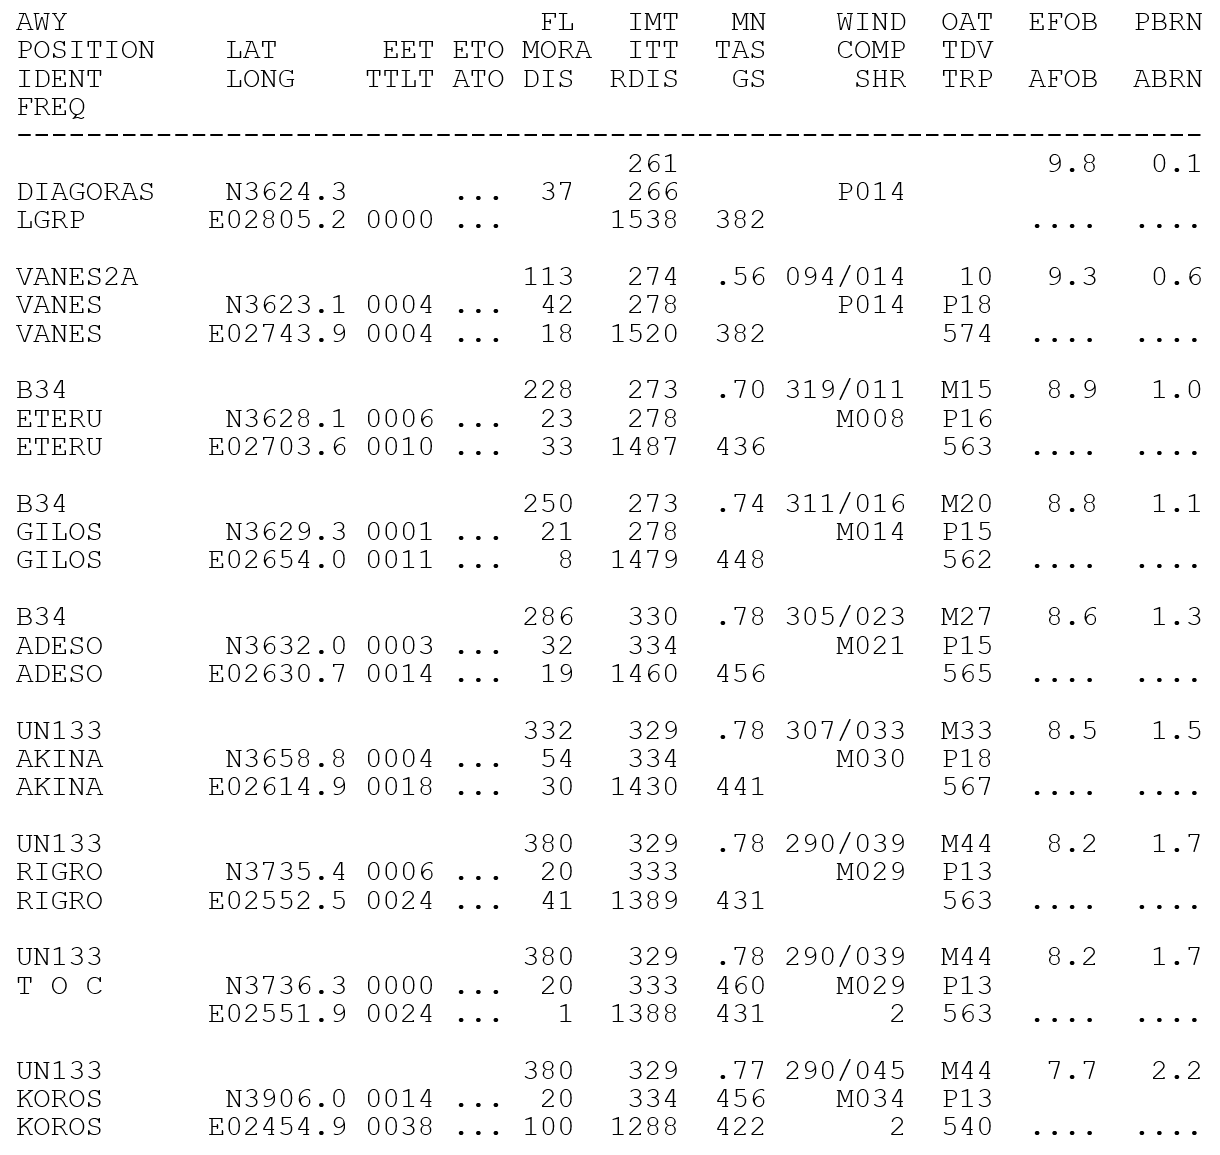 AWY FL IMT MN WIND OAT EFOB PBRN
POSITION LAT EET ETO MORA ITT TAS COMP TDV
IDENT LONG TTLT ATO DIS RDIS GS SHR TRP AFOB ABRN
FREQ
--------------------------------------------------------------------
261 9.8 0.1
DIAGORAS N3624.3 ... 37 266 P014
LGRP E02805.2 0000 ... 1538 382 .... ....
VANES2A 113 274 .56 094/014 10 9.3 0.6
VANES N3623.1 0004 ... 42 278 P014 P18
VANES E02743.9 0004 ... 18 1520 382 574 .... ....
B34 228 273 .70 319/011 M15 8.9 1.0
ETERU N3628.1 0006 ... 23 278 M008 P16
ETERU E02703.6 0010 ... 33 1487 436 563 .... ....
B34 250 273 .74 311/016 M20 8.8 1.1
GILOS N3629.3 0001 ... 21 278 M014 P15
GILOS E02654.0 0011 ... 8 1479 448 562 .... ....
B34 286 330 .78 305/023 M27 8.6 1.3
ADESO N3632.0 0003 ... 32 334 M021 P15
ADESO E02630.7 0014 ... 19 1460 456 565 .... ....
UN133 332 329 .78 307/033 M33 8.5 1.5
AKINA N3658.8 0004 ... 54 334 M030 P18
AKINA E02614.9 0018 ... 30 1430 441 567 .... ....
UN133 380 329 .78 290/039 M44 8.2 1.7
RIGRO N3735.4 0006 ... 20 333 M029 P13
RIGRO E02552.5 0024 ... 41 1389 431 563 .... ....
UN133 380 329 .78 290/039 M44 8.2 1.7
T O C N3736.3 0000 ... 20 333 460 M029 P13
E02551.9 0024 ... 1 1388 431 2 563 .... ....
UN133 380 329 .77 290/045 M44 7.7 2.2
KOROS N3906.0 0014 ... 20 334 456 M034 P13
KOROS E02454.9 0038 ... 100 1288 422 2 540 .... ....